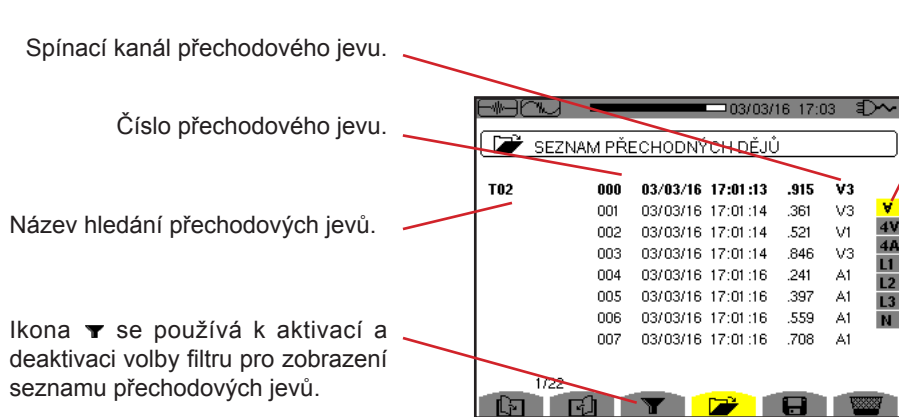 Spínací kanál přechodového jevu.
Číslo přechodového jevu.
Název hledání přechodových jevů.
Ikona se používá k aktivací a
deaktivaci volby filtru pro zobrazení
seznamu přechodových jevů.
03/03/16 17:03
SEZNAM PŘECHODNÝCH DĚJŮ
T02 000 03/03/16 17:01:13 .915 V3
001 03/03/16 17:01:14 .361 V3
002 03/03/16 17:01:14 .521 V1
003 03/03/16 17:01:14 .846 V3
004 03/03/16 17:01:16 .241 A1
005 03/03/16 17:01:16 .397 A1
006 03/03/16 17:01:16 .559 A1
007 03/03/16 17:01:16 .708 A1
∀
4V
4A
L1
L2
L3
N
1/22